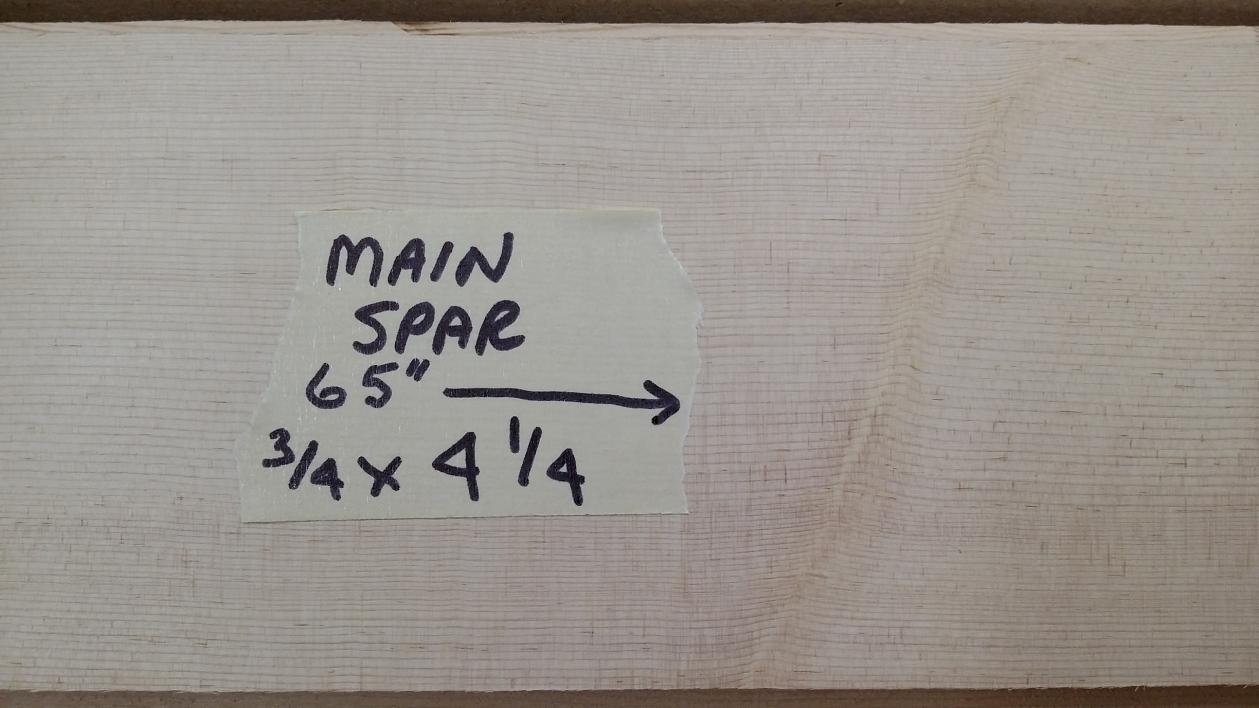 MAIN
SPAR
65" →
3/4 x 4 1/4